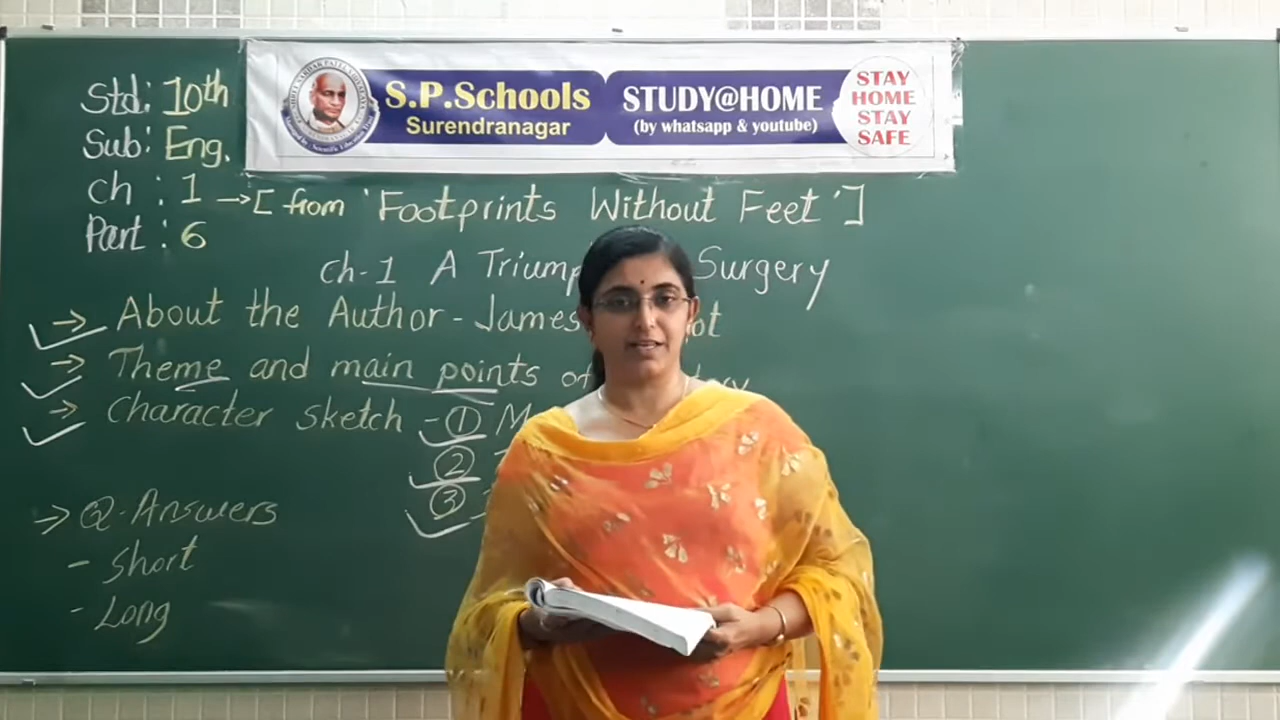 Std: 10th
Sub: Eng.
ch : 1 → [ from 'Footprints Without Feet' ]
Part : 6
S.P.Schools
Surendranagar
STUDY@HOME
(by whatsapp & youtube)
STAY
HOME
STAY
SAFE
ch-1 A Triump Surgery
→ About the Author - James ot
→ Theme and main points of
→ Character sketch - ① M
②
③
→ Q-Answers
- Short
- Long